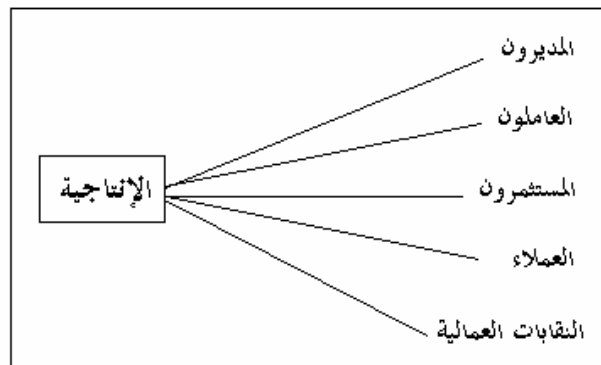 المديرون
العاملون
الإنتاجية
المستثمرون
العملاء
النقابات العمالية